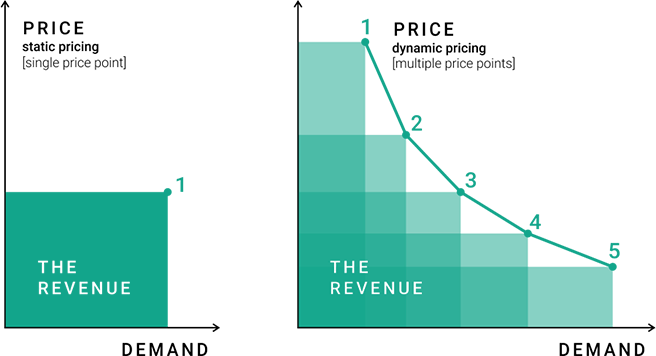 PRICE
static pricing
[single price point]
1
THE
REVENUE
DEMAND
PRICE
dynamic pricing
[multiple price points]
1
2
3
4
5
THE
REVENUE
DEMAND